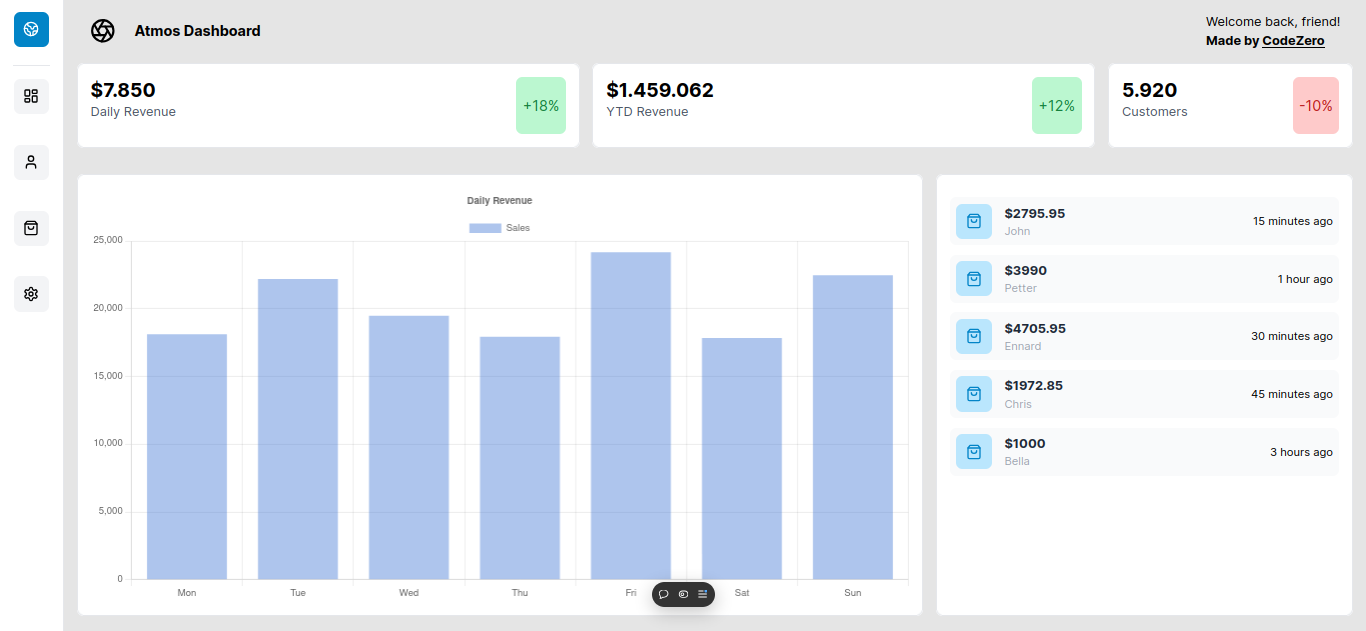 Atmos Dashboard
Welcome back, friend!
Made by CodeZero
$7.850
Daily Revenue
+18%
$1.459.062
YTD Revenue
+12%
5.920
Customers
-10%
Daily Revenue
Sales
25,000
20,000
15,000
10,000
5,000
0
Mon Tue Wed Thu Fri Sat Sun
$2795.95
John
15 minutes ago
$3990
Petter
1 hour ago
$4705.95
Ennard
30 minutes ago
$1972.85
Chris
45 minutes ago
$1000
Bella
3 hours ago